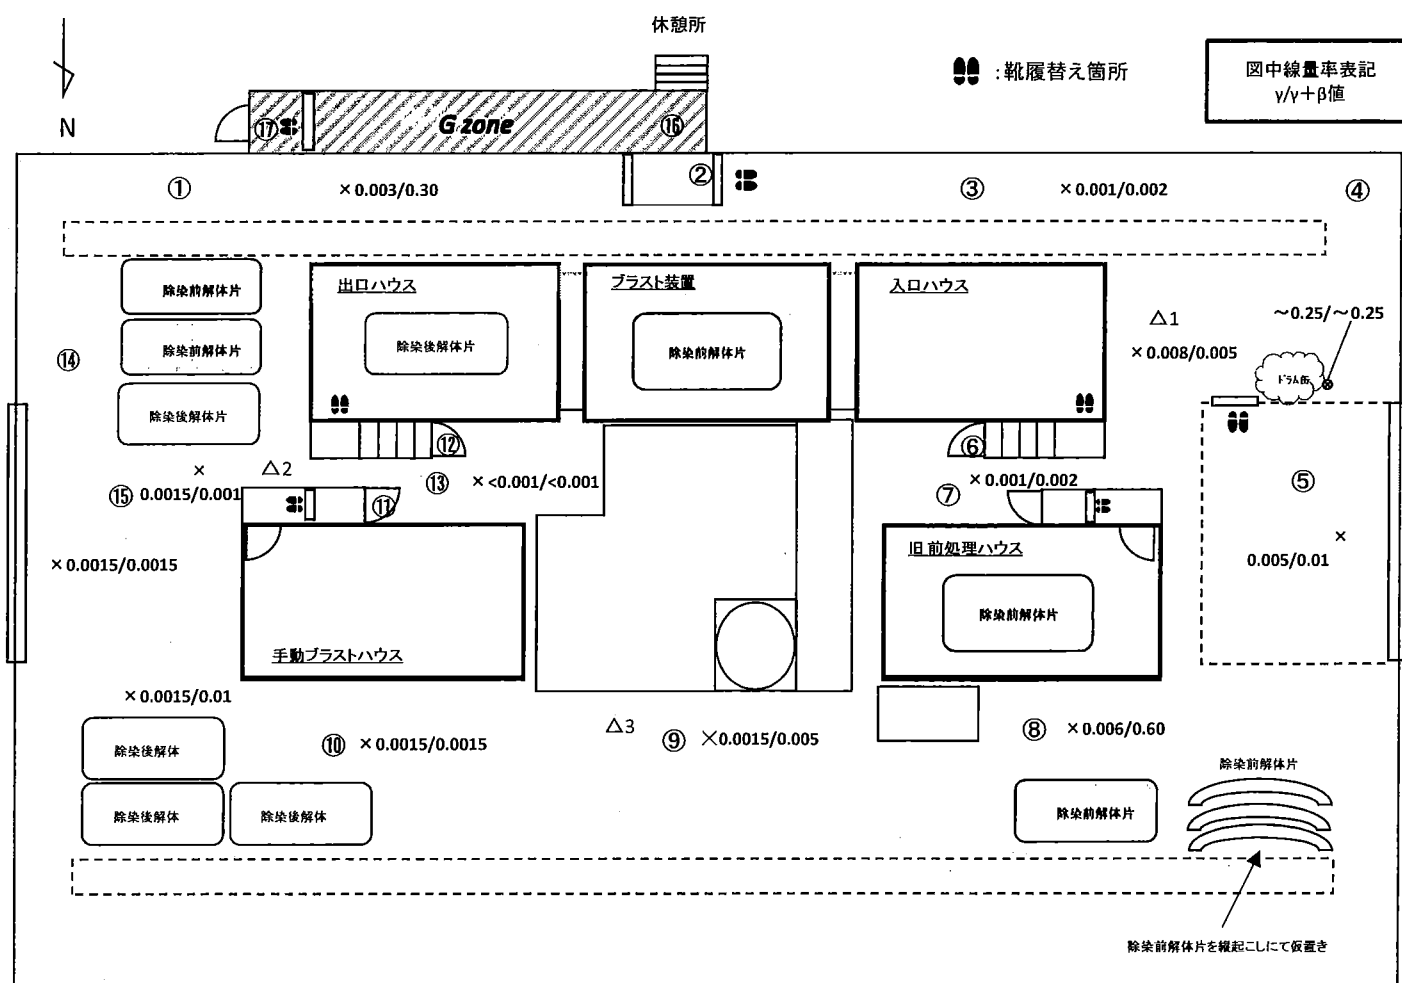 休憩所
:靴履替え箇所
図中線量率表記
γ/γ+β値
N
⑰
G zone
⑯
①
×0.003/0.30
②
③
×0.001/0.002
④
除染前解体片
出口ハウス
ブラスト装置
入口ハウス
除染前解体片
除染後解体片
除染前解体片
△1
～0.25/～0.25
×0.008/0.005
ドラム缶
⑭
除染後解体片
⑫
⑥
×
△2
⑬
×<0.001/<0.001
×0.001/0.002
⑤
⑮
0.0015/0.001
⑪
⑦
×
×0.0015/0.0015
旧前処理ハウス
0.005/0.01
除染前解体片
手動ブラストハウス
×0.0015/0.01
除染後解体
⑩
×0.0015/0.0015
△3
⑨
×0.0015/0.005
⑧
×0.006/0.60
除染前解体片
除染後解体
除染後解体
除染前解体片
除染前解体片を縦起こしにて仮置き